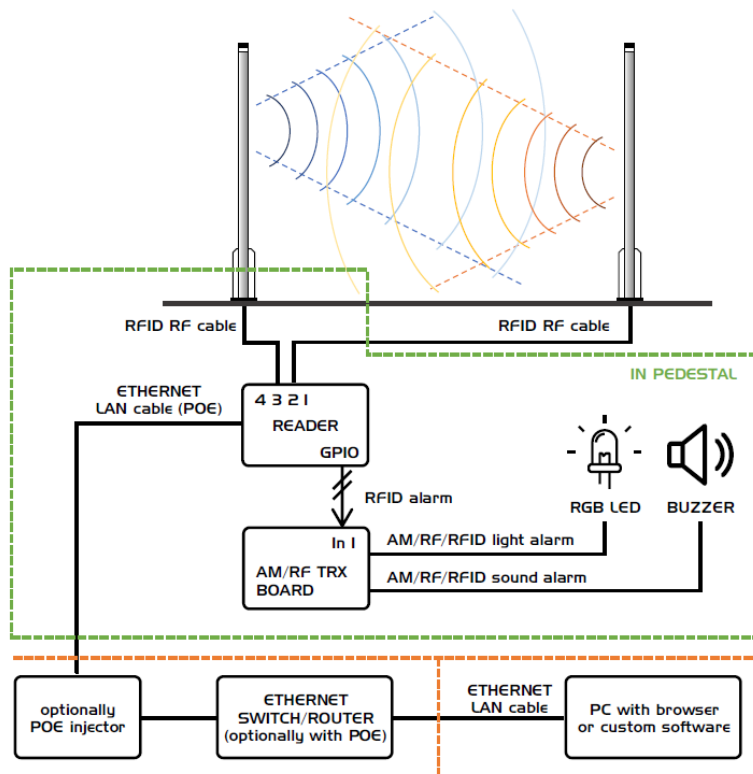 RFID RF cable
RFID RF cable
IN PEDESTAL
ETHERNET
LAN cable (POE)
4 3 2 1
READER
GPIO
RFID alarm
RGB LED
BUZZER
In 1
AM/RF TRX
BOARD
AM/RF/RFID light alarm
AM/RF/RFID sound alarm
optionally
POE injector
ETHERNET
SWITCH/ROUTER
(optionally with POE)
ETHERNET
LAN cable
PC with browser
or custom software